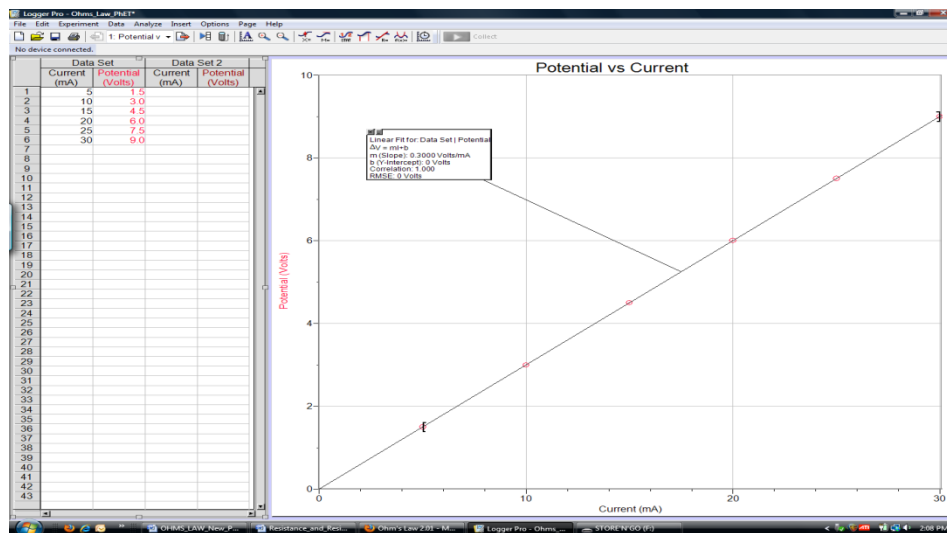 Logger Pro - Ohms_Law_PhET*
File Edit Experiment Data Analyze Insert Options Page Help
1: Potential v
Collect
No device connected.
Data Set Data Set 2
Current Potential Current Potential
(mA) (Volts) (mA) (Volts)
1 5 1.5
2 10 3.0
3 15 4.5
4 20 6.0
5 25 7.5
6 30 9.0
7
8
9
10
11
12
13
14
15
16
17
18
19
20
21
22
23
24
25
26
27
28
29
30
31
32
33
34
35
36
37
38
39
40
41
42
43
Potential vs Current
Linear Fit for: Data Set | Potential
ΔV = mI+b
m (Slope): 0.3000 Volts/mA
b (Y-Intercept): 0 Volts
Correlation: 1.000
RMSE: 0 Volts
Potential (Volts)
10
8
6
4
2
0
0 10 20 30
Current (mA)
OHMS_LAW_New_P... Resistance_and_Resi... Ohm's Law 2.01 - M... Logger Pro - Ohms_... STORE N GO (F:) 2:08 PM